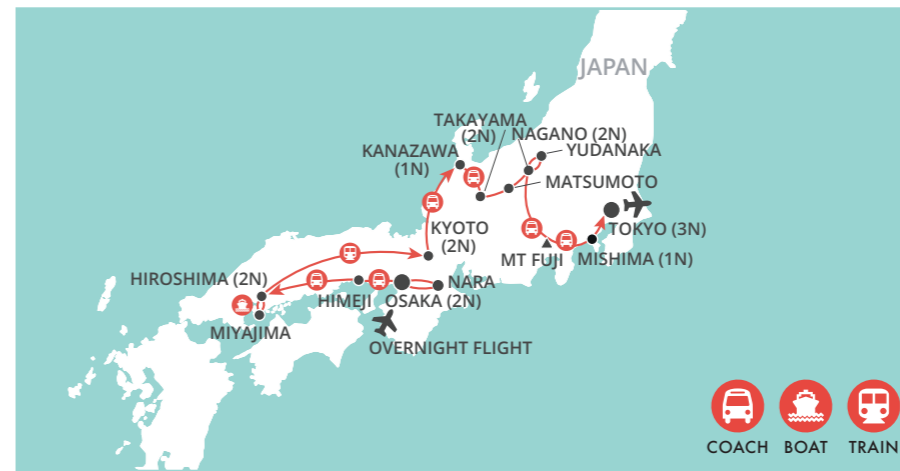 JAPAN
TAKAYAMA
(2N)
NAGANO (2N)
YUDANAKA
KANAZAWA
(1N)
MATSUMOTO
TOKYO (3N)
KYOTO
(2N)
MT FUJI
MISHIMA (1N)
HIROSHIMA (2N)
NARA
HIMEJI
OSAKA (2N)
MIYAJIMA
OVERNIGHT FLIGHT
COACH
BOAT
TRAIN